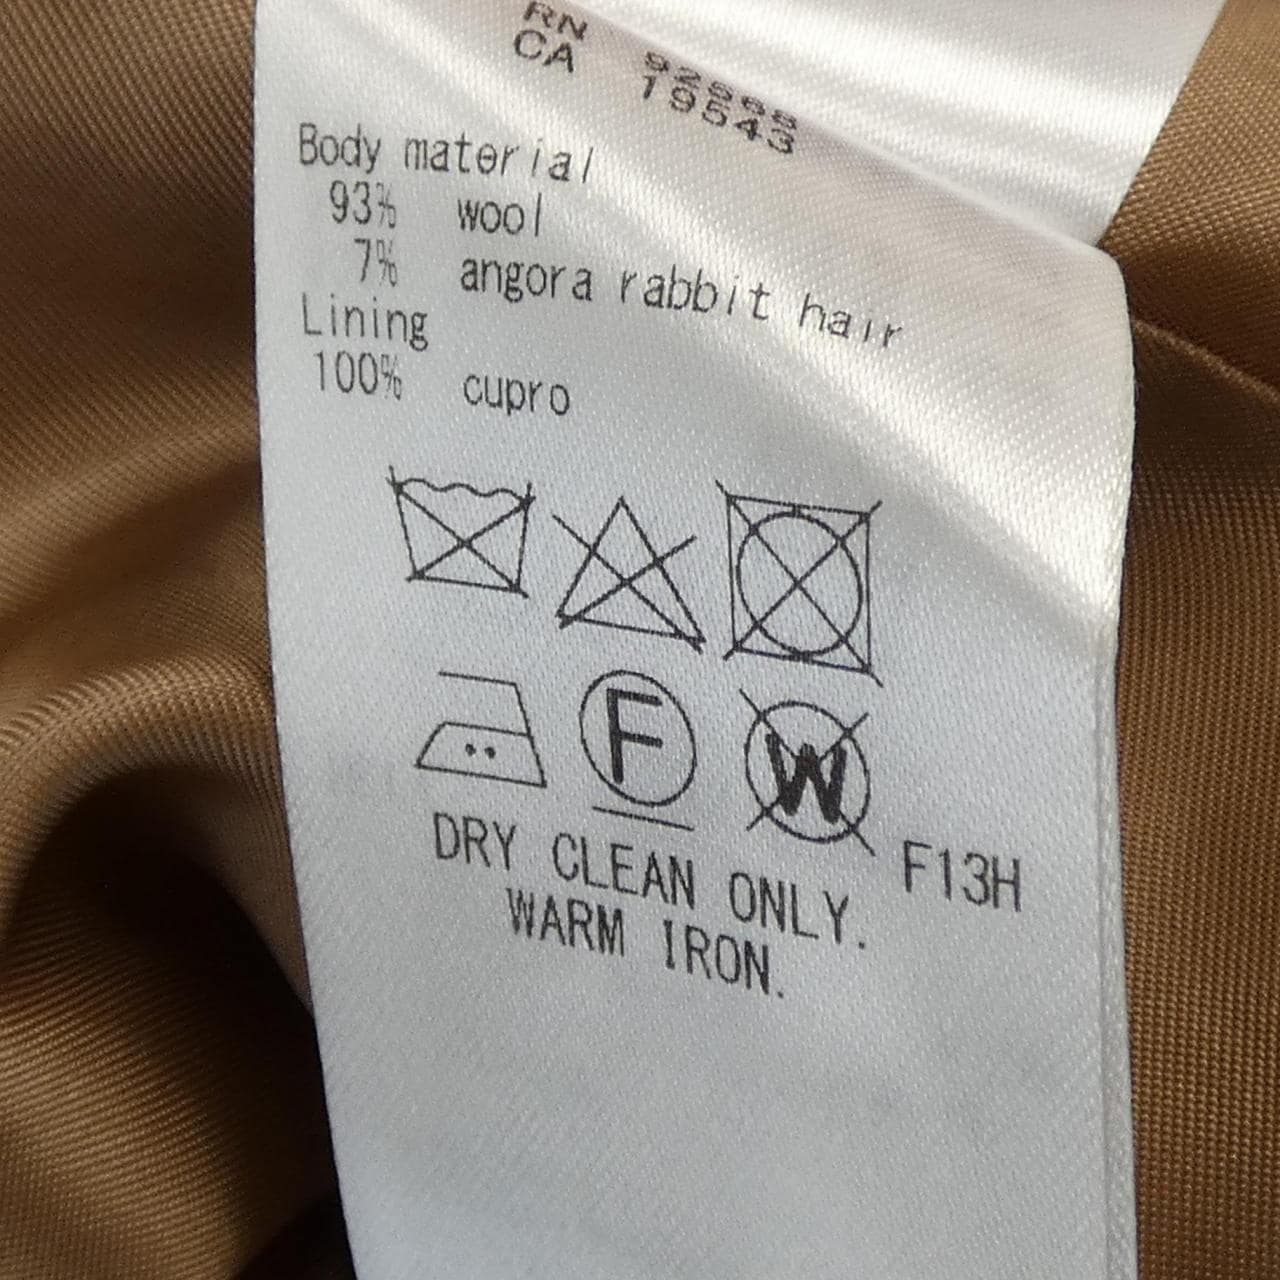 RN
CA 19543
Body material
93% wool
7% angora rabbit hair
Lining
100% cupro
F
W
F13H
DRY CLEAN ONLY.
WARM IRON.